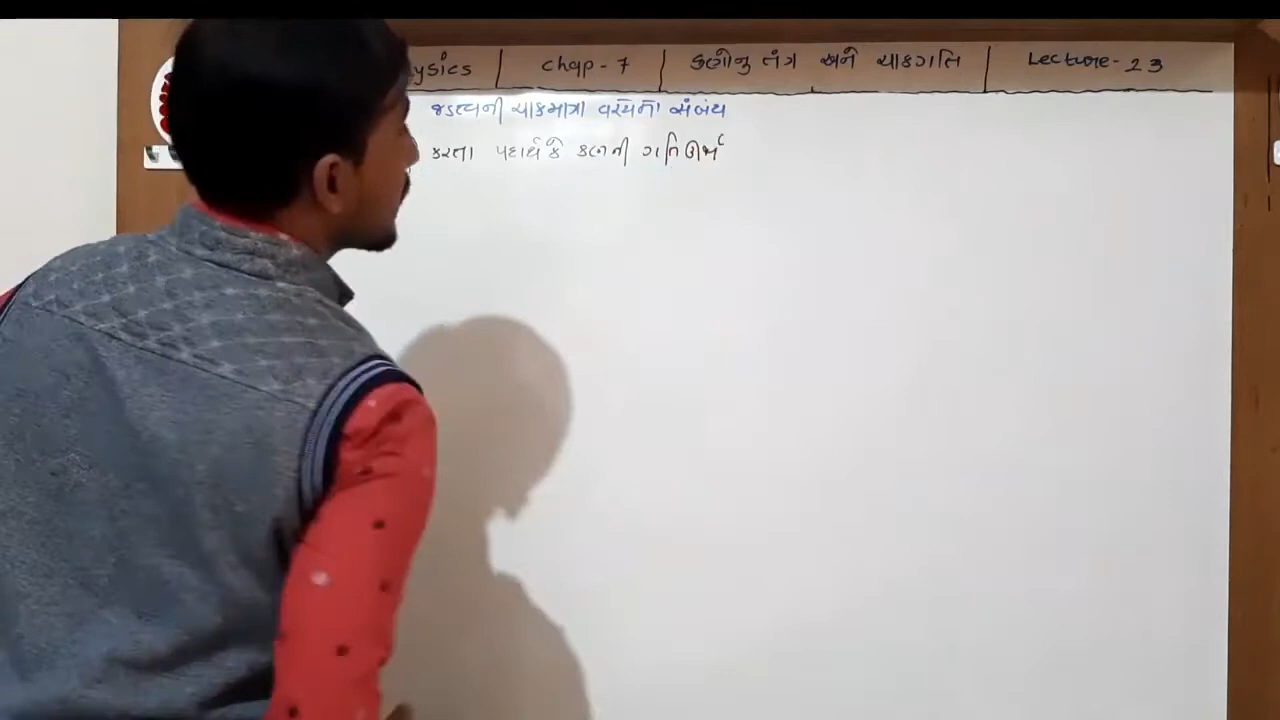 ysics | chap - 7 | કણોનુ તંત્ર અને ચાકગતિ | Lecture - 23
જડત્વની ચાકમાત્રા વચ્ચેનો સંબંધ
કરતા પદાર્થ કે કણની ગતિઊર્જા